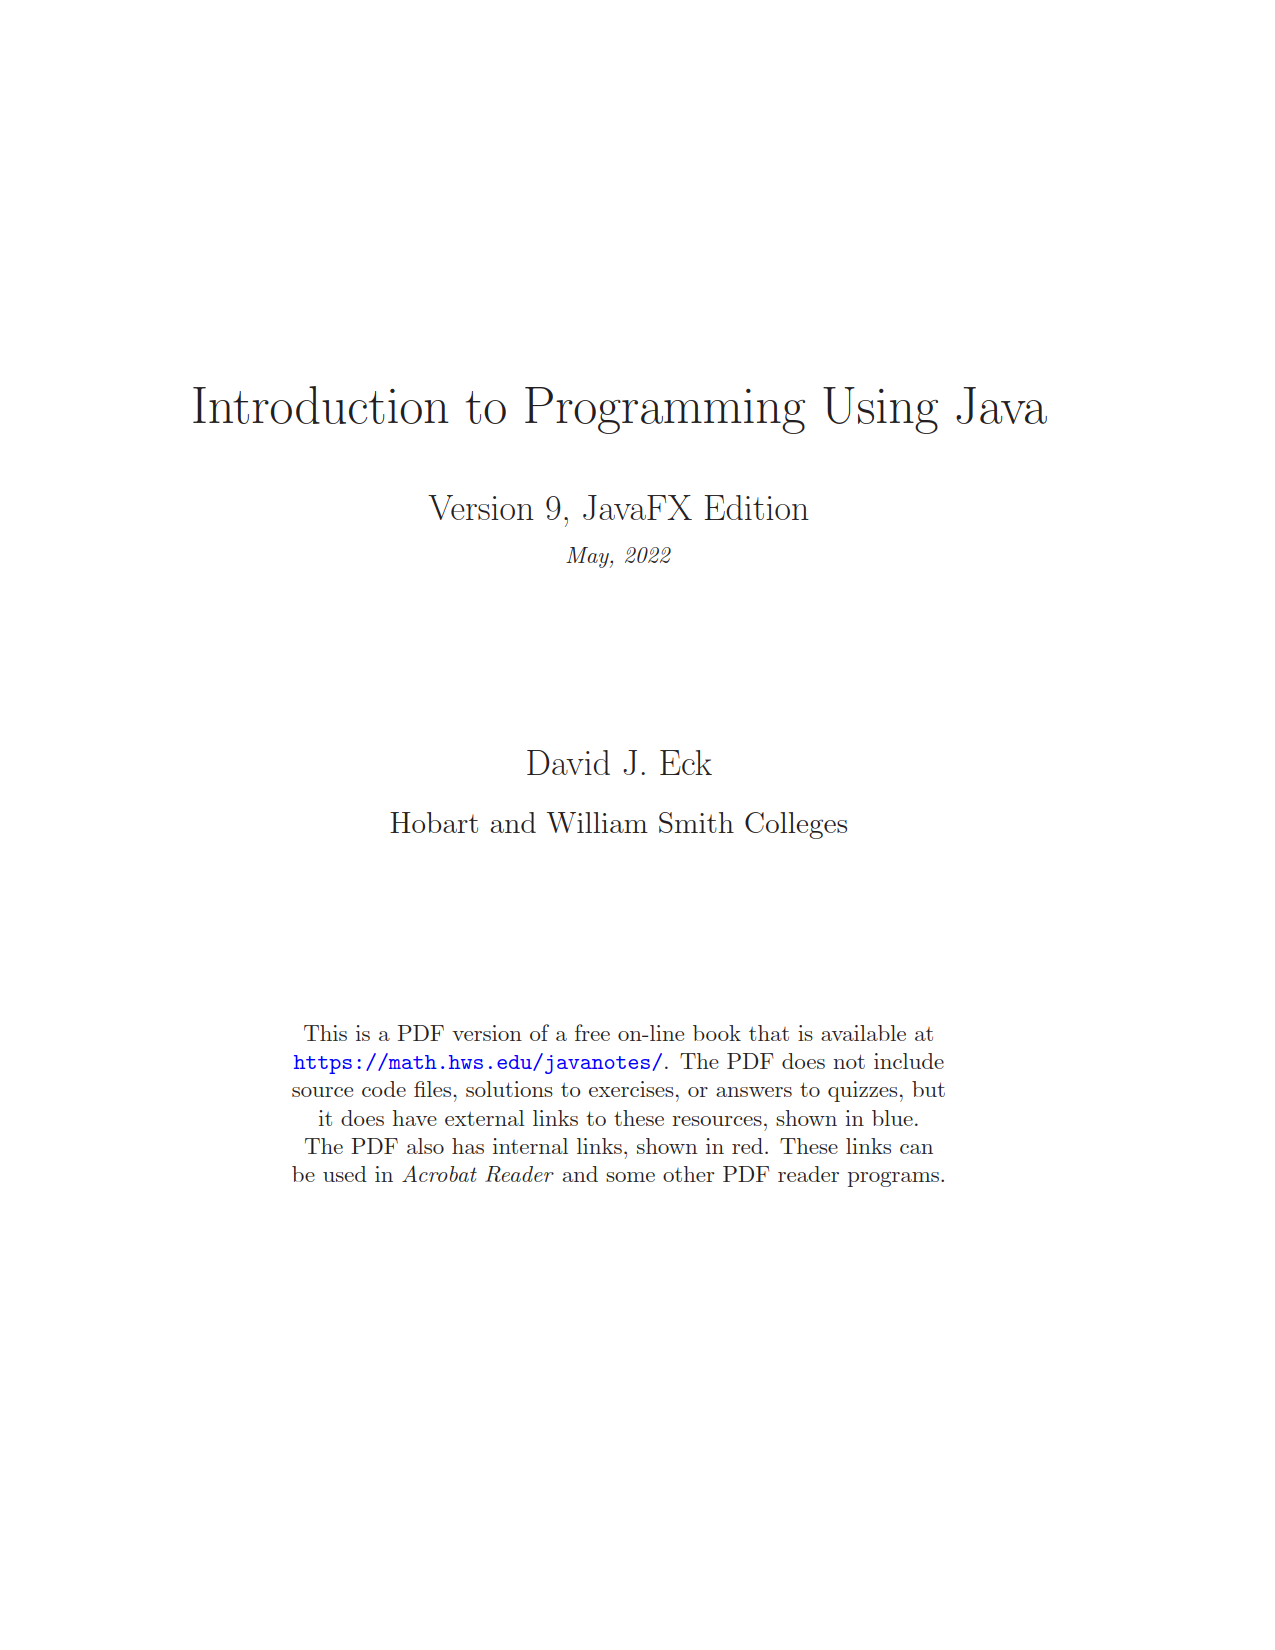 Introduction to Programming Using Java
Version 9, JavaFX Edition
May, 2022
David J. Eck
Hobart and William Smith Colleges
This is a PDF version of a free on-line book that is available at
https://math.hws.edu/javanotes/. The PDF does not include
source code files, solutions to exercises, or answers to quizzes, but
it does have external links to these resources, shown in blue.
The PDF also has internal links, shown in red. These links can
be used in Acrobat Reader and some other PDF reader programs.